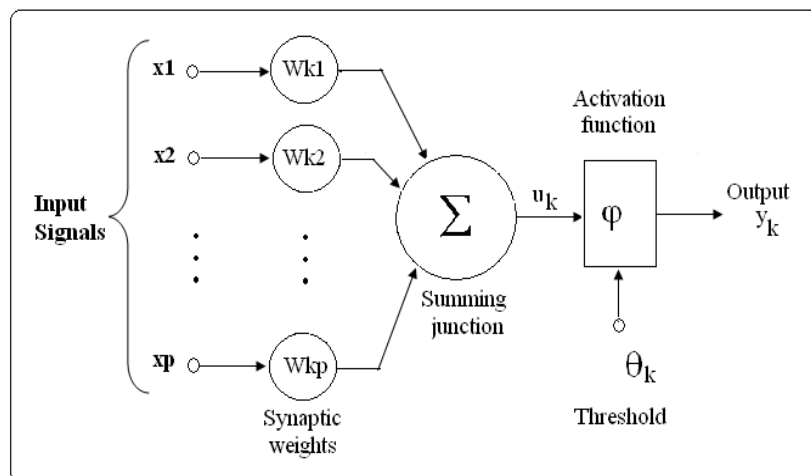 x1
Wk1
x2
Wk2
Input
Signals
xp
Wkp
Synaptic
weights
Σ
Summing
junction
uk
Activation
function
φ
θk
Threshold
Output
yk